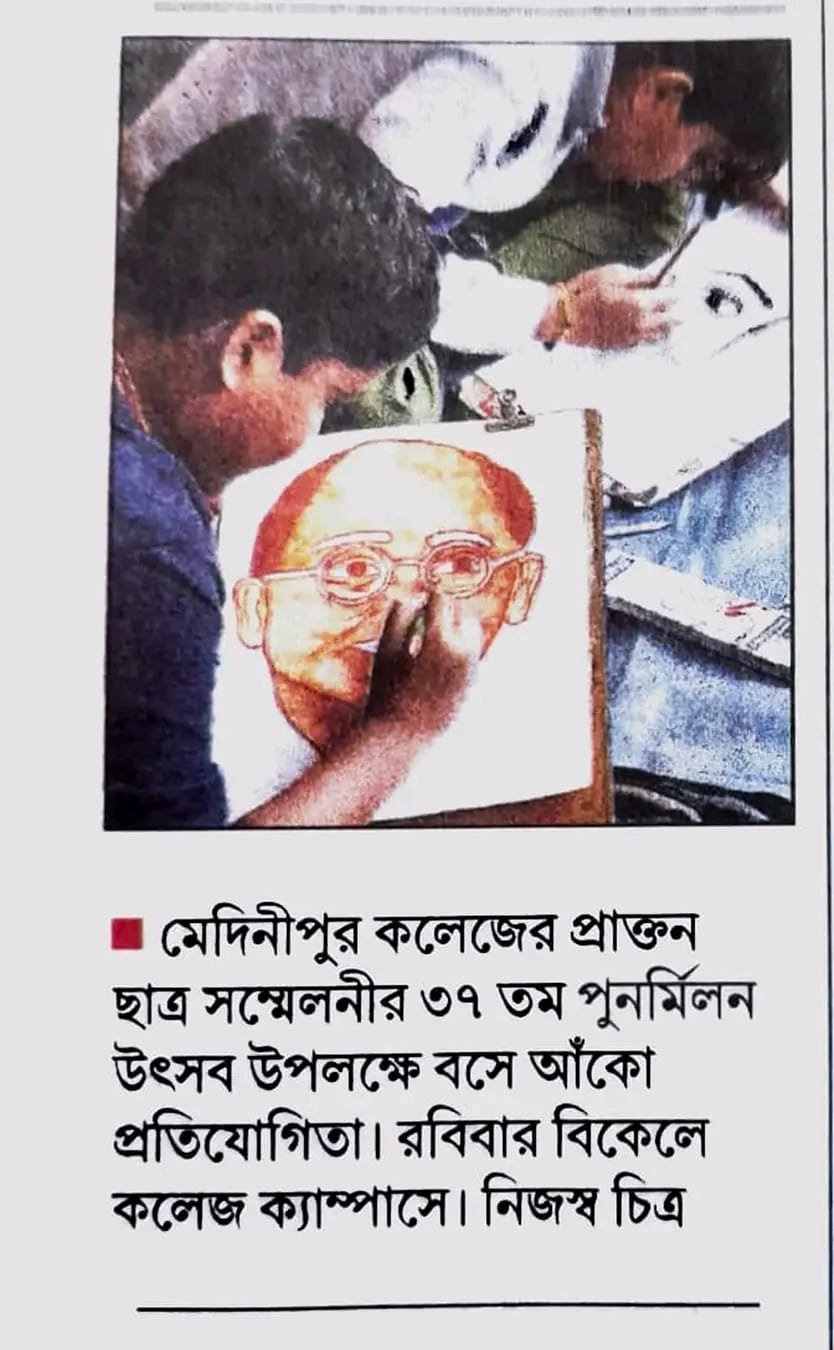 মেদিনীপুর কলেজের প্রাক্তন
ছাত্র সম্মেলনীর ৩৭ তম পুনর্মিলন
উৎসব উপলক্ষে বসে আঁকো
প্রতিযোগিতা। রবিবার বিকেলে
কলেজ ক্যাম্পাসে। নিজস্ব চিত্র